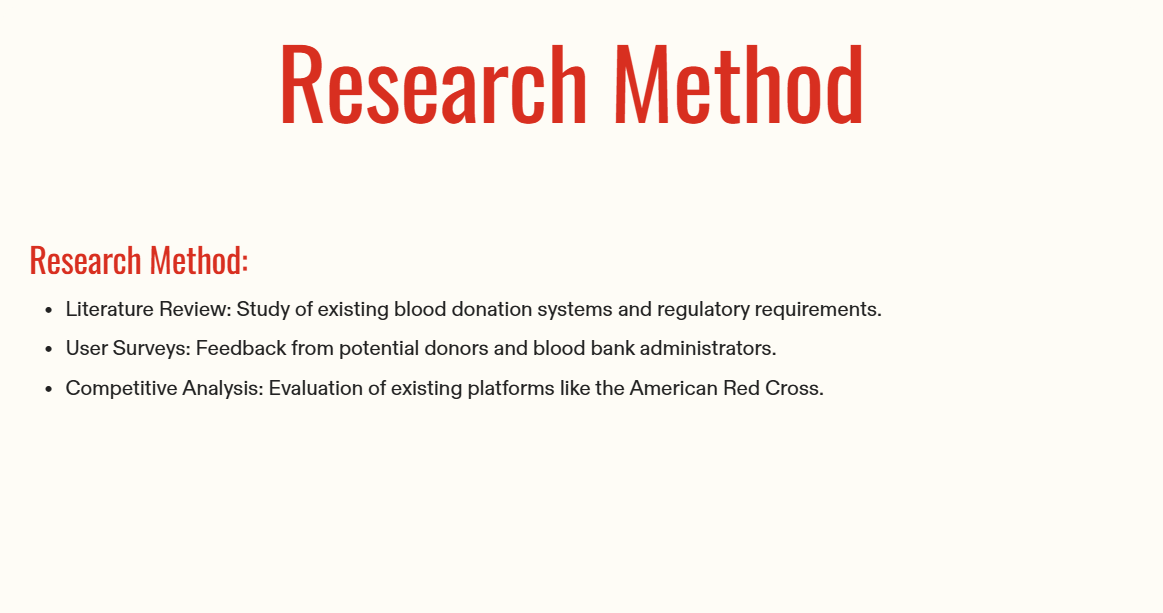 Research Method
Research Method:
• Literature Review: Study of existing blood donation systems and regulatory requirements.
• User Surveys: Feedback from potential donors and blood bank administrators.
• Competitive Analysis: Evaluation of existing platforms like the American Red Cross.